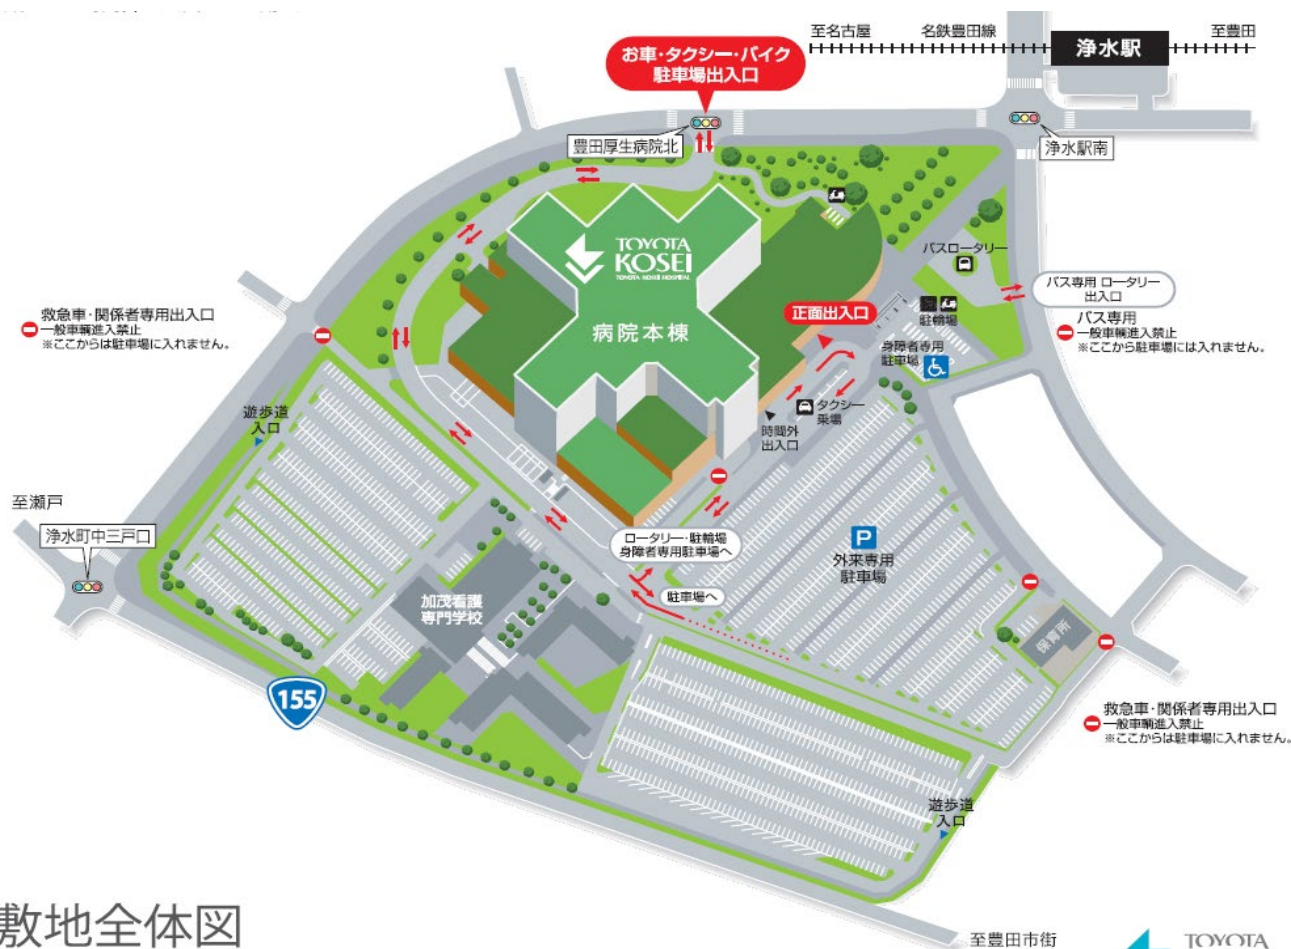 至名古屋
名鉄豊田線
浄水駅
至豊田
お車・タクシー・バイク
駐車場出入口
豊田厚生病院北
浄水駅南
TOYOTA
KOSEI
TOYOTA KOSEI HOSPITAL
病院本棟
バスロータリー
バス専用 ロータリー
出入口
バス専用
一般車輌進入禁止
※ここから駐車場には入れません。
正面出入口
駐輪場
身障者専用
駐車場
タクシー
乗場
時間外
出入口
救急車・関係者専用出入口
一般車輌進入禁止
※ここからは駐車場に入れません。
遊歩道
入口
至瀬戸
浄水町中三戸口
ロータリー・駐輪場
身障者専用駐車場へ
駐車場へ
P
外来専用
駐車場
加茂看護
専門学校
保育所
155
救急車・関係者専用出入口
一般車輌進入禁止
※ここからは駐車場に入れません。
遊歩道
入口
敷地全体図
至豊田市街
TOYOTA